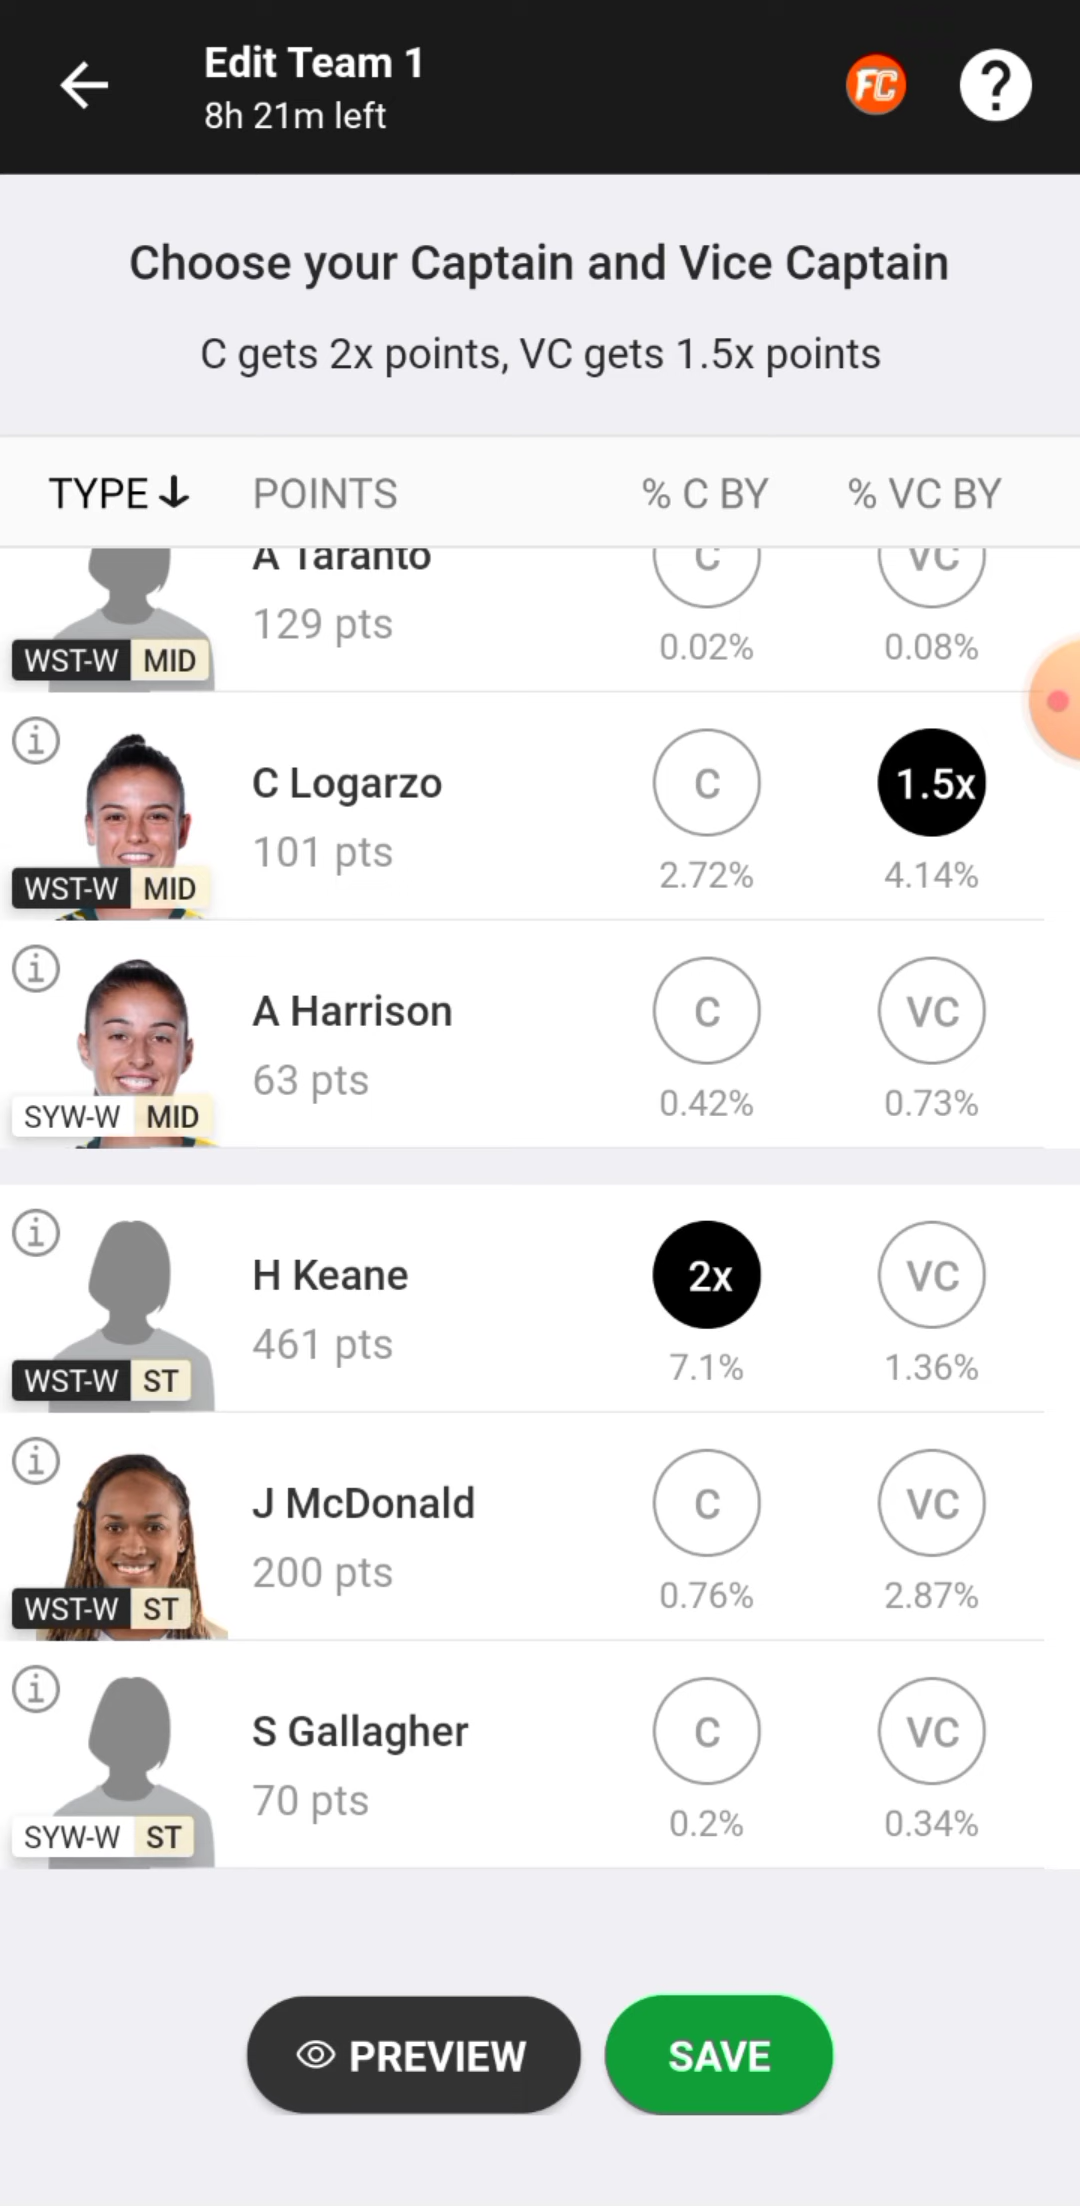 Edit Team 1
8h 21m left
FC
?
Choose your Captain and Vice Captain
C gets 2x points, VC gets 1.5x points
TYPE↓ POINTS % C BY % VC BY
A Taranto C VC
129 pts 0.02% 0.08%
WST-W MID
i
C Logarzo C 1.5x
101 pts 2.72% 4.14%
WST-W MID
i
A Harrison C VC
63 pts 0.42% 0.73%
SYW-W MID
i
H Keane 2x VC
461 pts 7.1% 1.36%
WST-W ST
i
J McDonald C VC
200 pts 0.76% 2.87%
WST-W ST
i
S Gallagher C VC
70 pts 0.2% 0.34%
SYW-W ST
PREVIEW SAVE